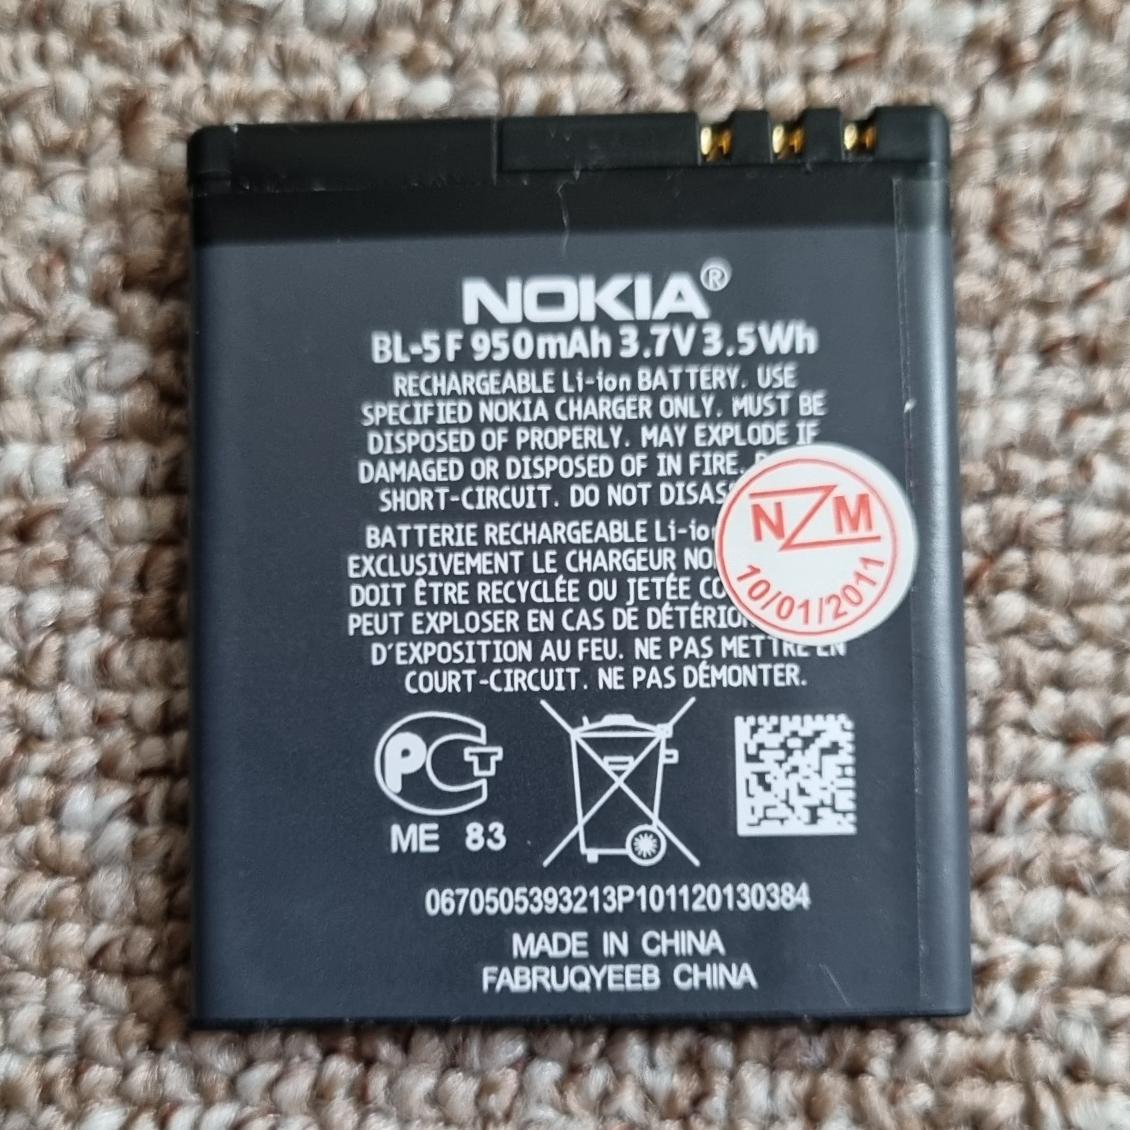 NOKIA®
BL-5F 950mAh 3.7V 3.5Wh
RECHARGEABLE Li-ion BATTERY. USE
SPECIFIED NOKIA CHARGER ONLY. MUST BE
DISPOSED OF PROPERLY. MAY EXPLODE IF
DAMAGED OR DISPOSED OF IN FIRE.
SHORT-CIRCUIT. DO NOT
BATTERIE RECHARGEABLE Li-ion
EXCLUSIVEMENT LE CHARGEUR
DOIT ÊTRE RECYCLÉE OU JETÉE
PEUT EXPLOSER EN CAS DE
D'EXPOSITION AU FEU. NE PAS METTRE EN
COURT-CIRCUIT. NE PAS DÉMONTER.
NZM
10/01/2011
PCT
ME 83
0670505393213P101120130384
MADE IN CHINA
FABRUQYEEB CHINA